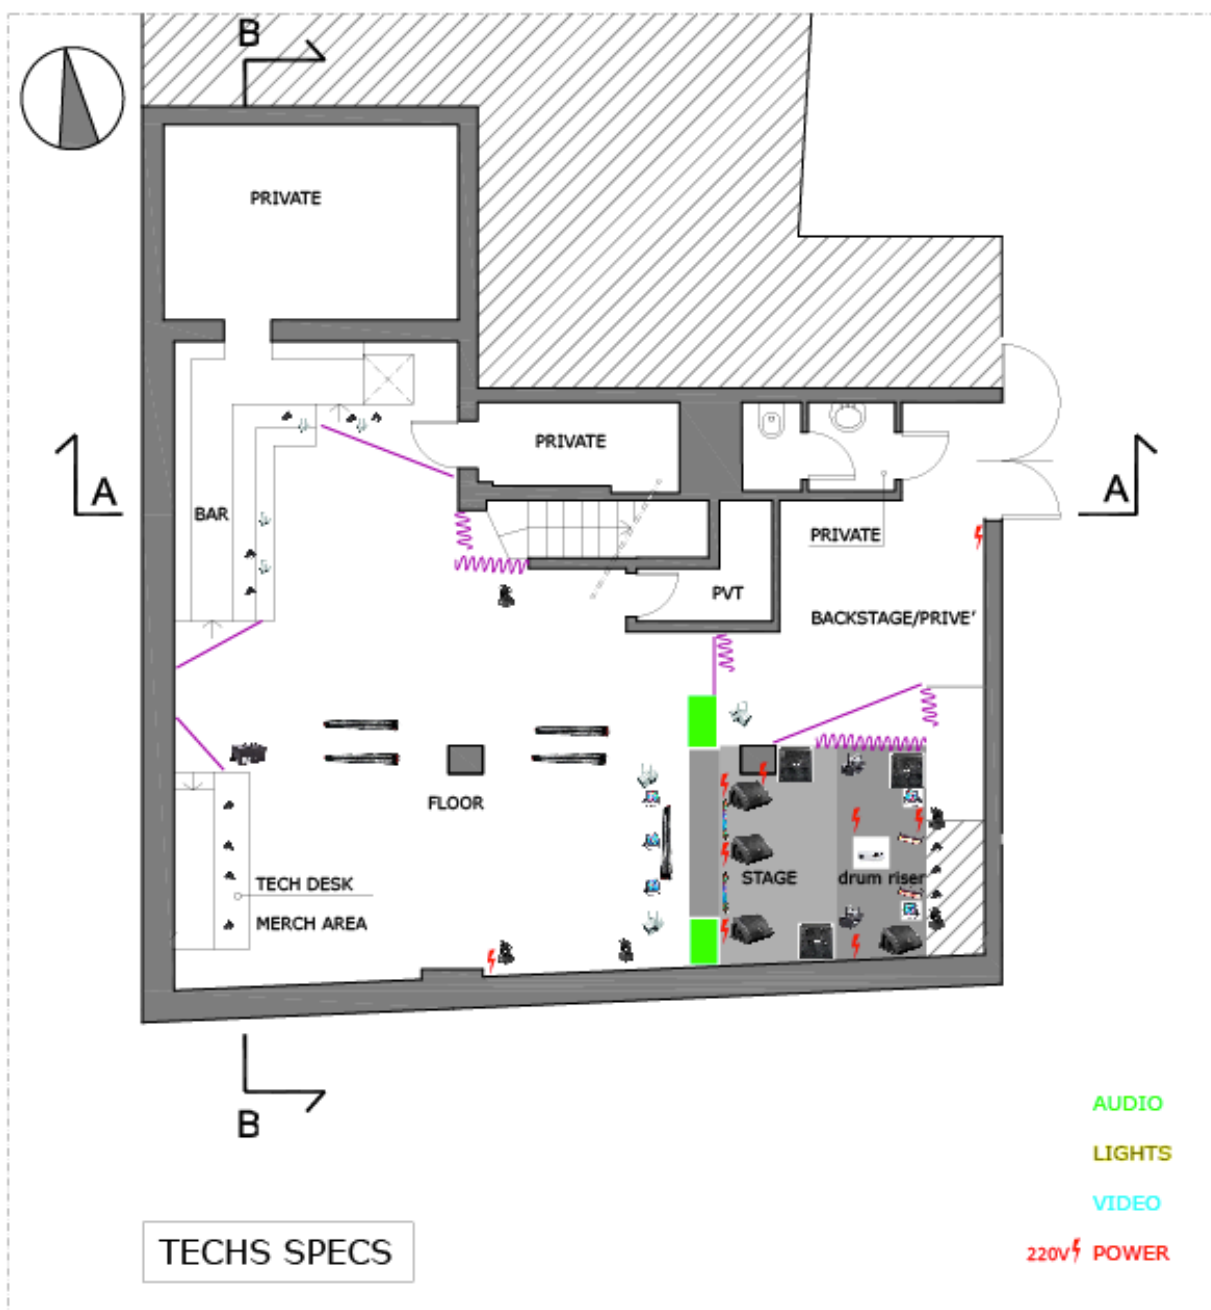 B
PRIVATE
PRIVATE
A
A
BAR
PRIVATE
PVT
BACKSTAGE/PRIVE'
FLOOR
STAGE
drum riser
TECH DESK
MERCH AREA
B
AUDIO
LIGHTS
VIDEO
220V POWER
TECHS SPECS